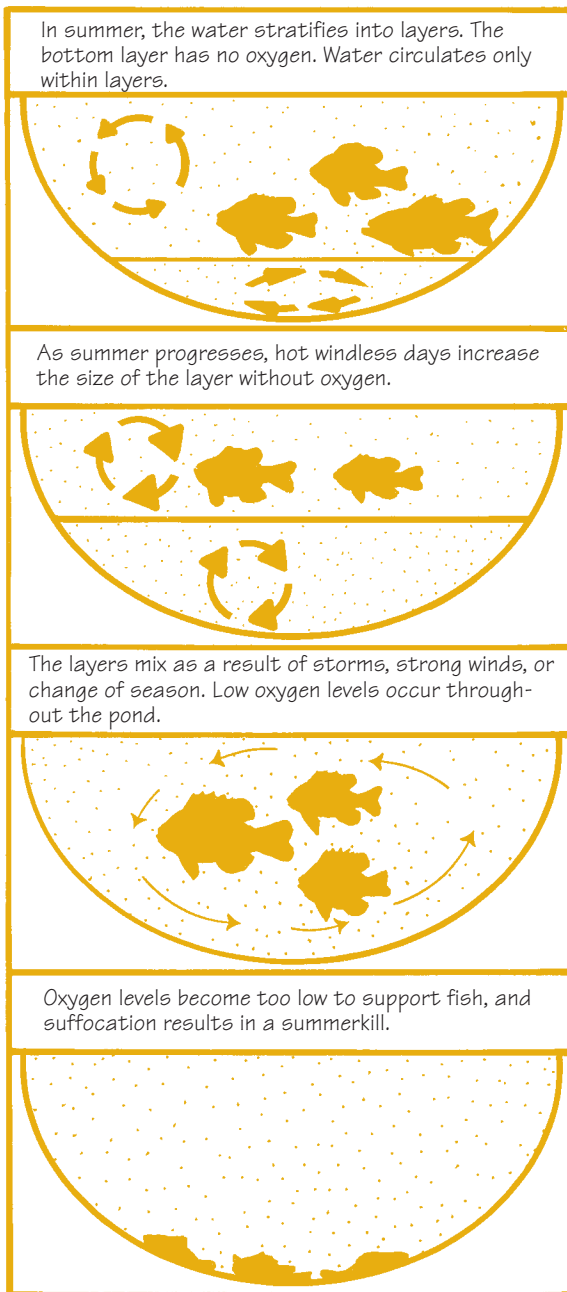 In summer, the water stratifies into layers. The
bottom layer has no oxygen. Water circulates only
within layers.
As summer progresses, hot windless days increase
the size of the layer without oxygen.
The layers mix as a result of storms, strong winds, or
change of season. Low oxygen levels occur through-
out the pond.
Oxygen levels become too low to support fish, and
suffocation results in a summerkill.